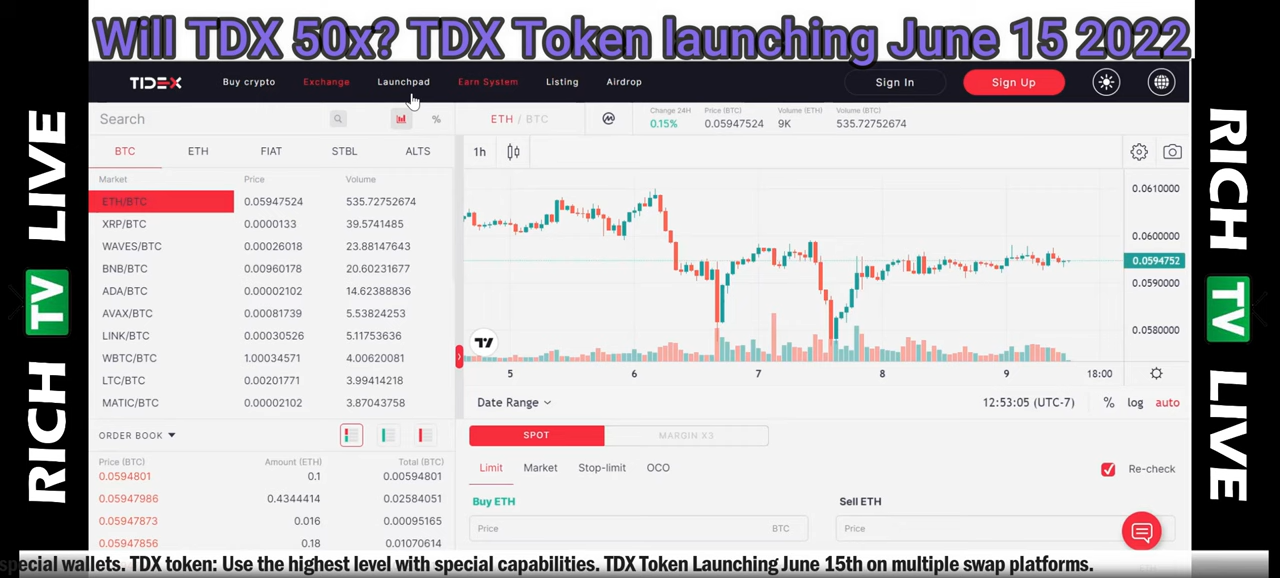 Will TDX 50x? TDX Token launching June 15 2022
RICH TV LIVE
TIDEX
Buy crypto Exchange Launchpad Earn System Listing Airdrop Sign In Sign Up
Search %
ETH / BTC
Change 24H Price (BTC) Volume (ETH) Volume (BTC)
0.15% 0.05947524 9K 535.72752674
BTC ETH FIAT STBL ALTS
1h
Market Price Volume
ETH/BTC 0.05947524 535.72752674
XRP/BTC 0.0000133 39.5741485
WAVES/BTC 0.00026018 23.88147643
BNB/BTC 0.00960178 20.60231677
ADA/BTC 0.00002102 14.62388836
AVAX/BTC 0.00081739 5.53824253
LINK/BTC 0.00030526 5.11753636
WBTC/BTC 1.00034571 4.00620081
LTC/BTC 0.00201771 3.99414218
MATIC/BTC 0.00002102 3.87043758
0.0610000
0.0600000
0.0594752
0.0590000
0.0580000
5 6 7 8 9 18:00
Date Range 12:53:05 (UTC-7) % log auto
ORDER BOOK
Price (BTC) Amount (ETH) Total (BTC)
0.0594801 0.1 0.00594801
0.05947986 0.4344414 0.02584051
0.05947873 0.016 0.00095165
0.05947856 0.18 0.01070614
SPOT MARGIN X3
Limit Market Stop-limit OCO Re-check
Buy ETH Sell ETH
Price BTC Price
special wallets. TDX token: Use the highest level with special capabilities. TDX Token Launching June 15th on multiple swap platforms.
RICH TV LIVE